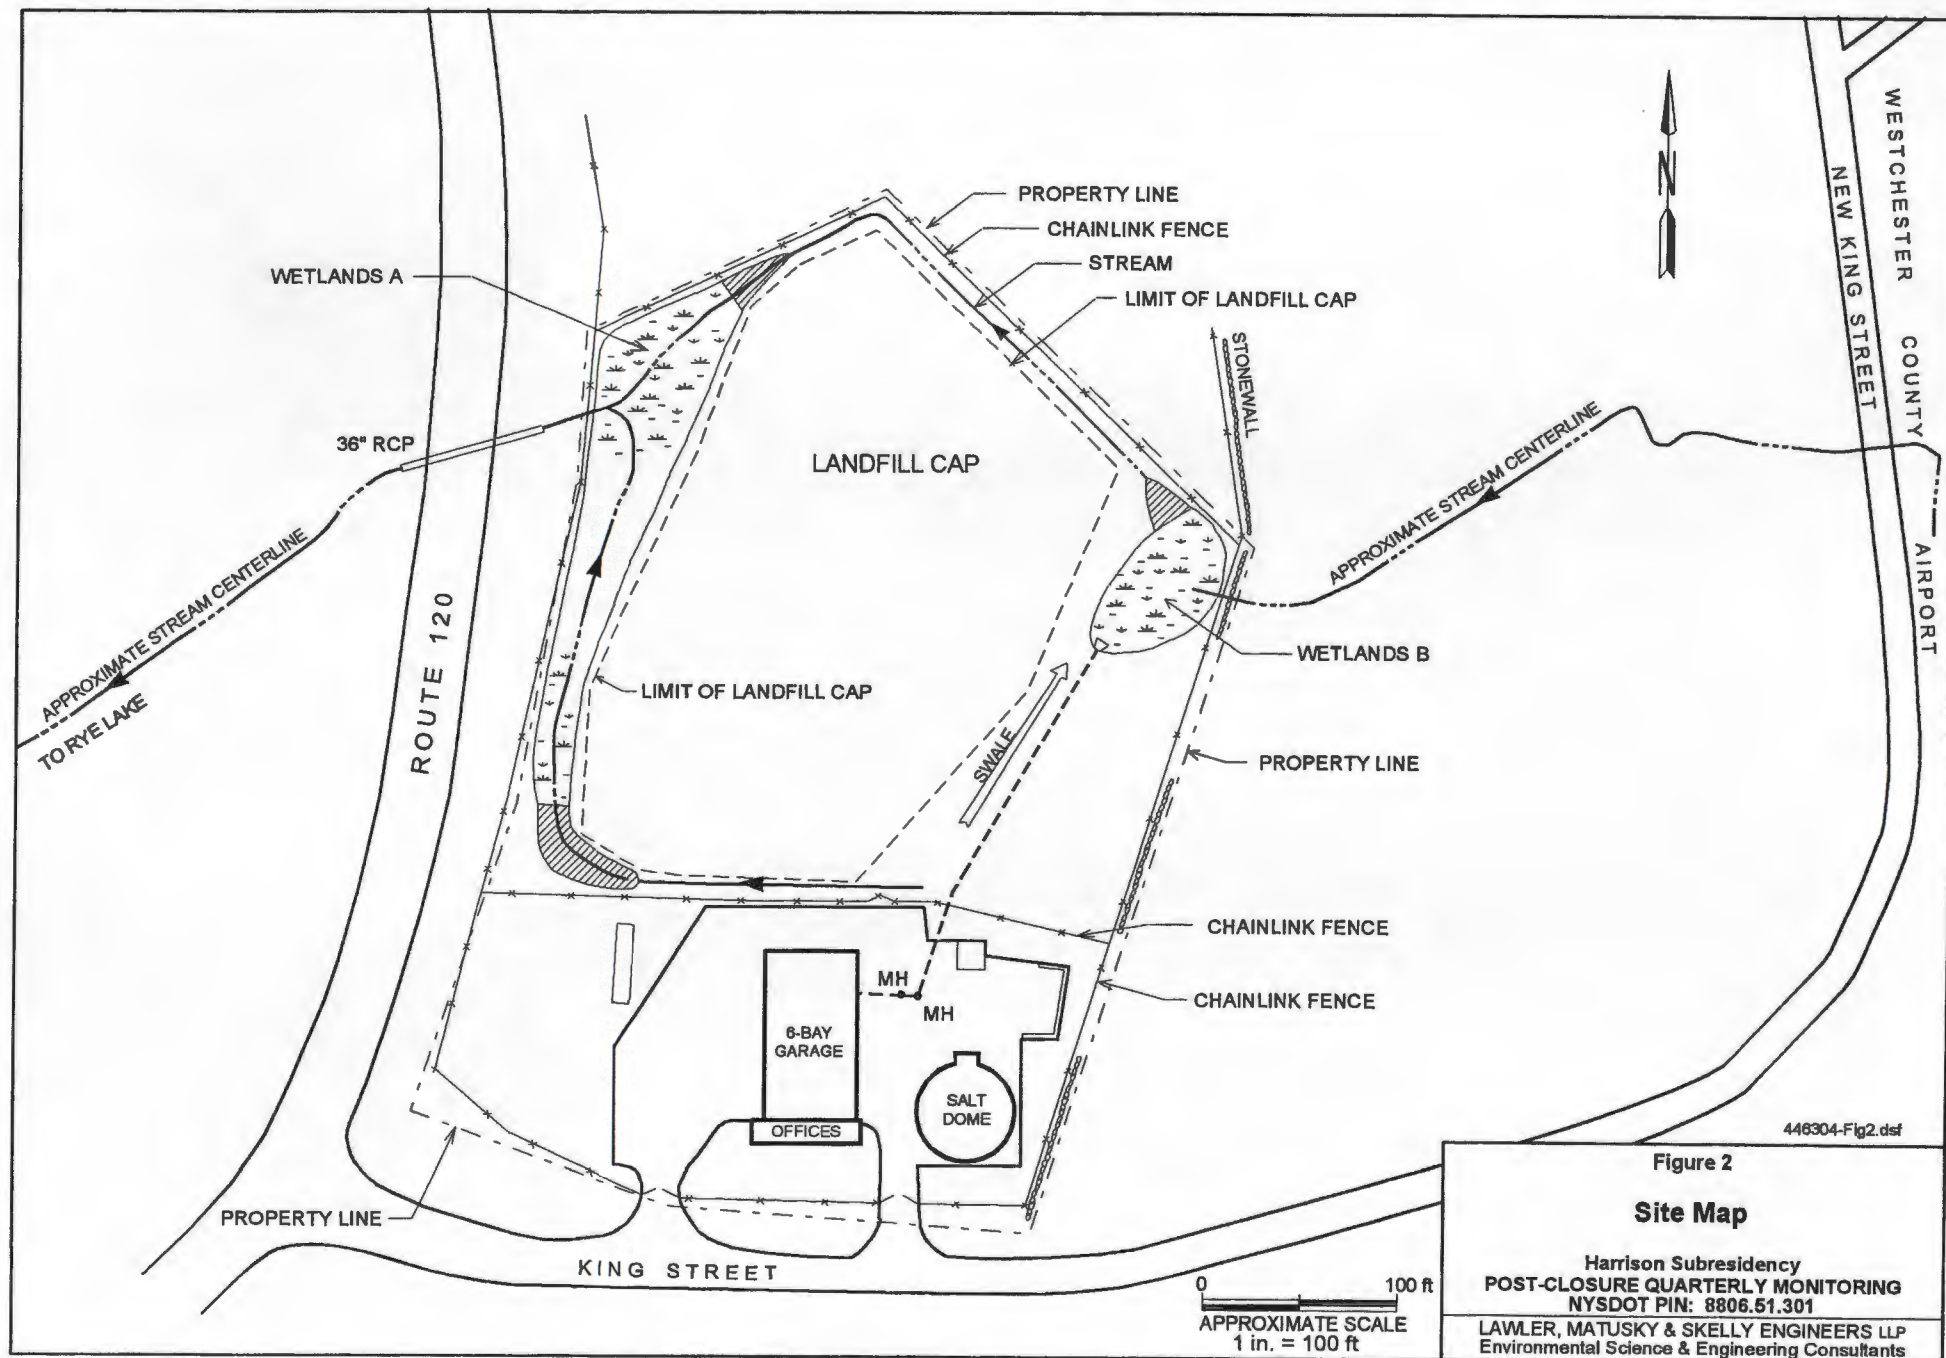 PROPERTY LINE
CHAINLINK FENCE
STREAM
LIMIT OF LANDFILL CAP
WETLANDS A
N
STONEWALL
NEW KING STREET
WESTCHESTER COUNTY AIRPORT
36" RCP
LANDFILL CAP
APPROXIMATE STREAM CENTERLINE
APPROXIMATE STREAM CENTERLINE
TO RYE LAKE
ROUTE 120
LIMIT OF LANDFILL CAP
WETLANDS B
SWALE
PROPERTY LINE
CHAINLINK FENCE
CHAINLINK FENCE
MH
MH
6-BAY
GARAGE
OFFICES
SALT
DOME
PROPERTY LINE
KING STREET
0 100 ft
APPROXIMATE SCALE
1 in. = 100 ft
446304-Fig2.dsf
Figure 2
Site Map
Harrison Subresidency
POST-CLOSURE QUARTERLY MONITORING
NYSDOT PIN: 8806.51.301
LAWLER, MATUSKY & SKELLY ENGINEERS LLP
Environmental Science & Engineering Consultants